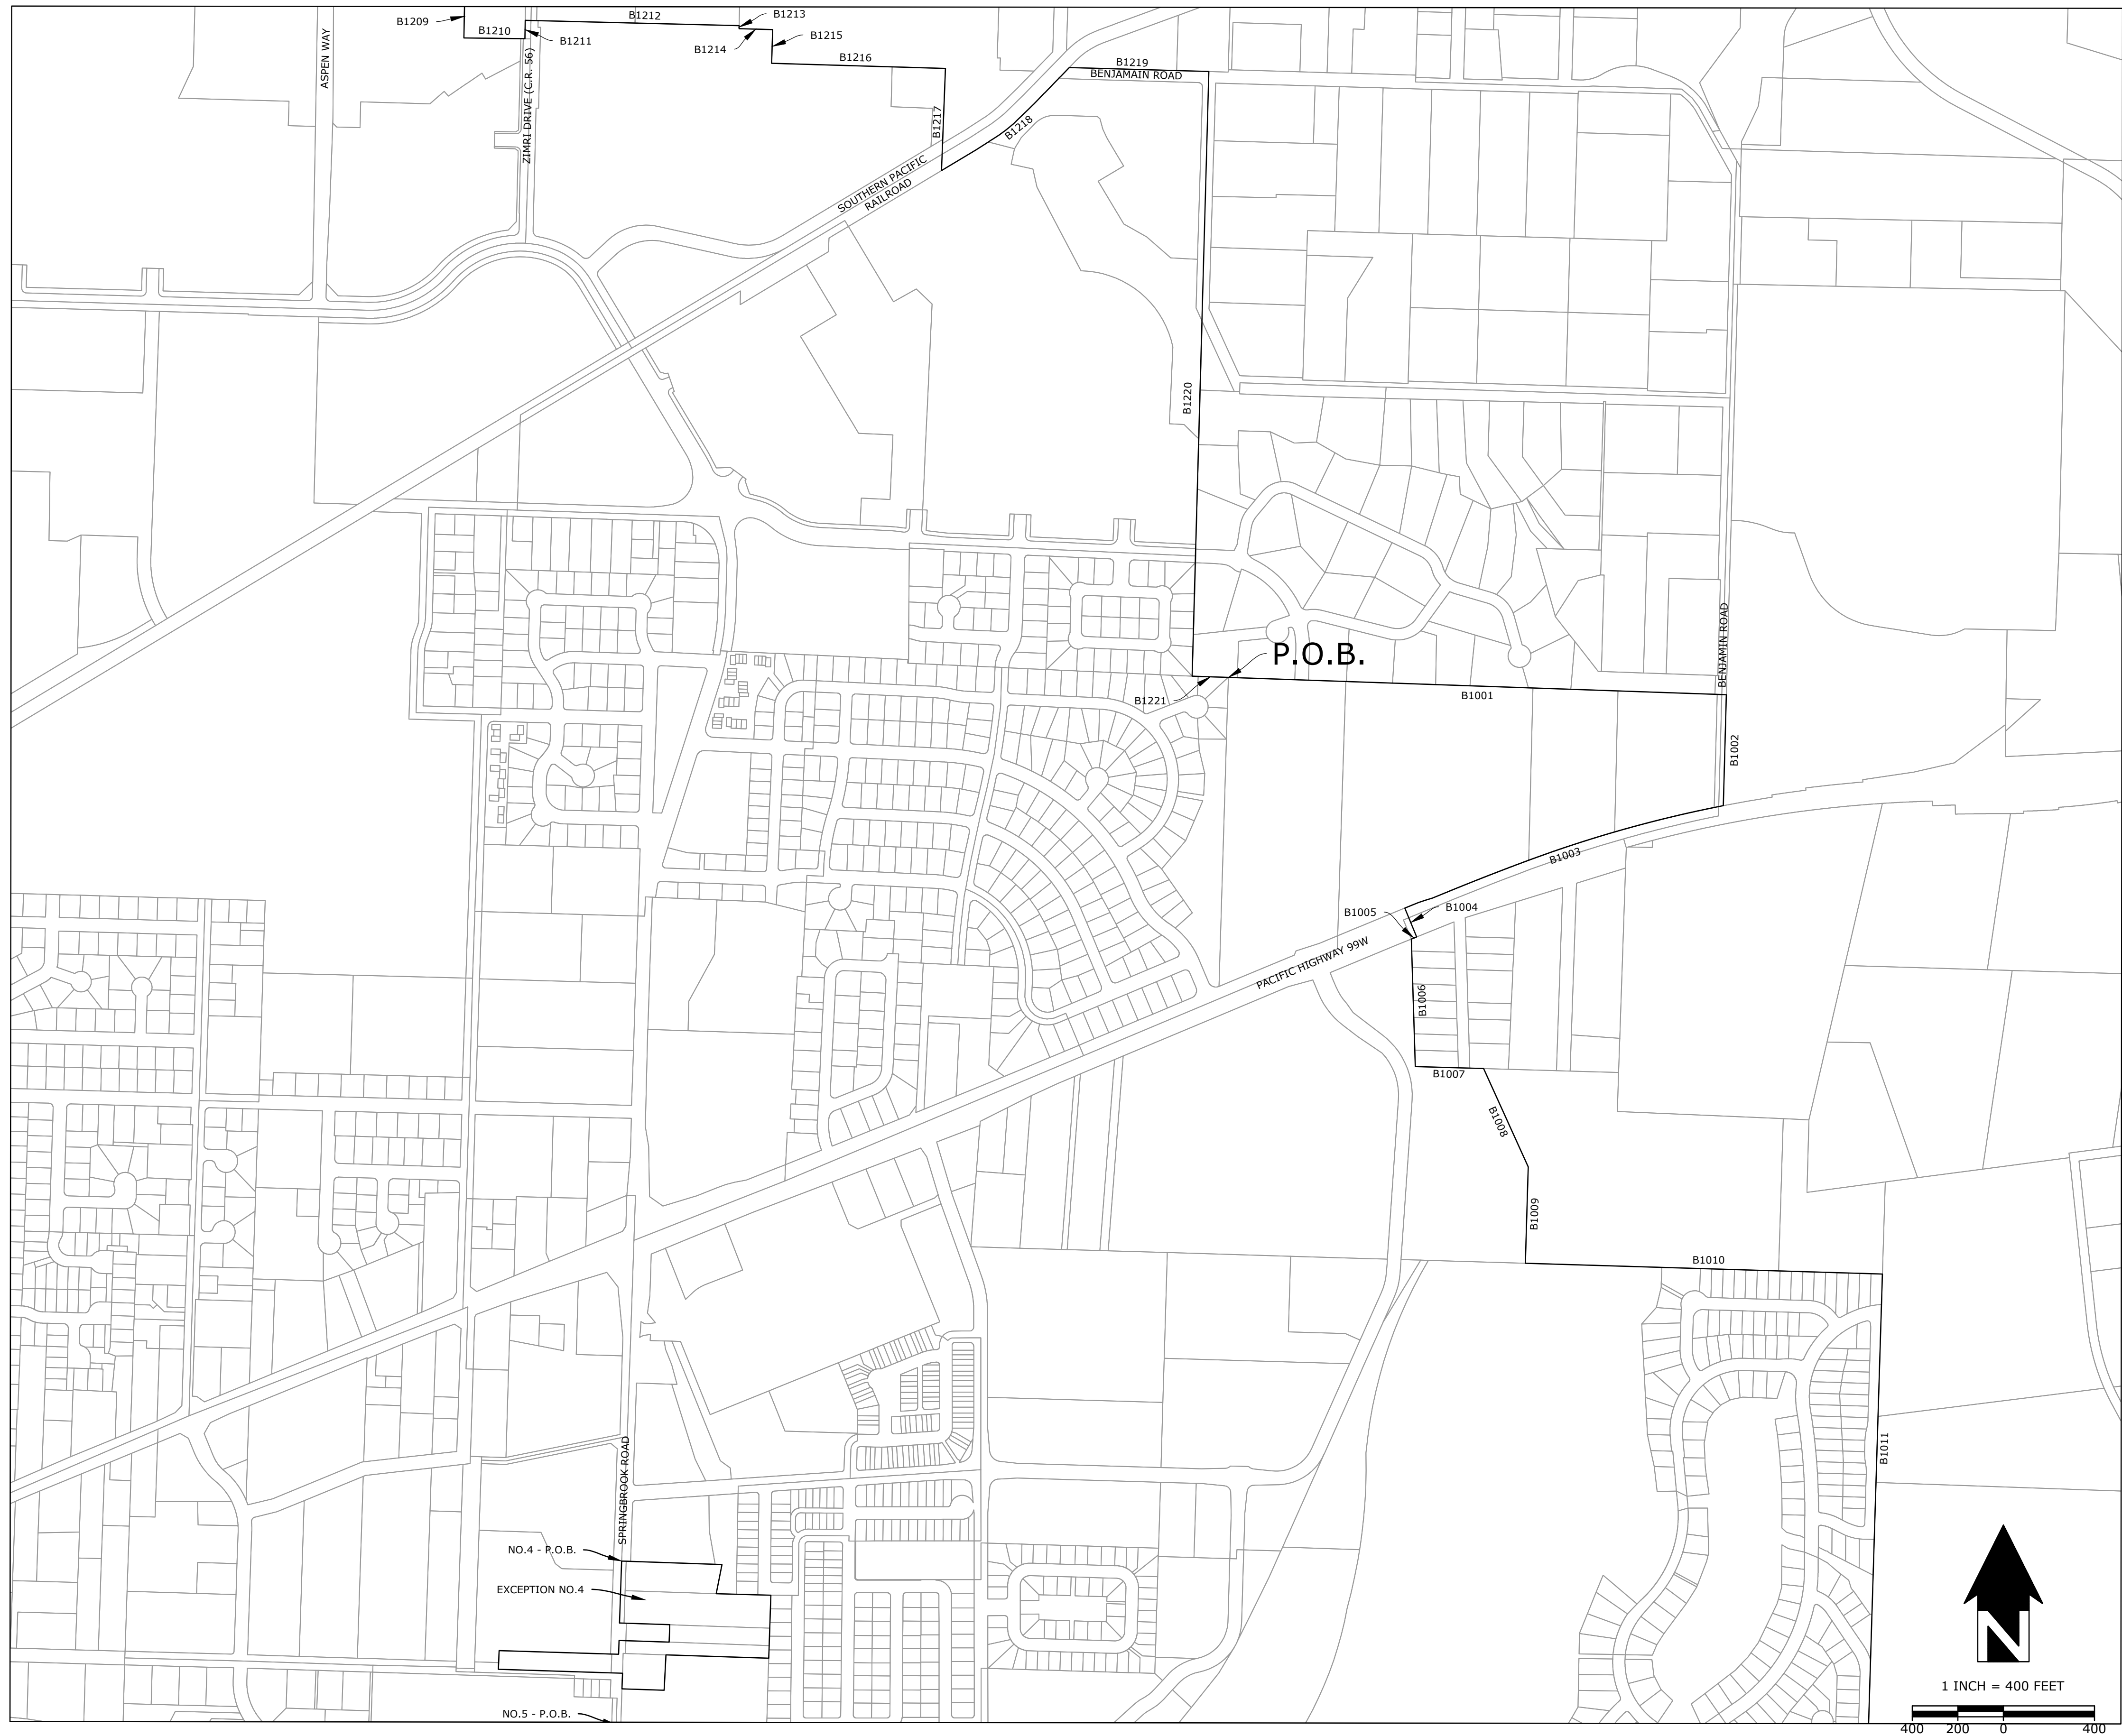 B1209
B1210
B1211
B1212
B1213
B1214
B1215
B1216
B1217
B1218
B1219
BENJAMAIN ROAD
ASPEN WAY
ZIMRI DRIVE (C.R. 56)
SOUTHERN PACIFIC
RAILROAD
B1220
P.O.B.
B1221
B1001
BENJAMIN ROAD
B1002
B1003
B1004
B1005
PACIFIC HIGHWAY 99W
B1006
B1007
B1008
B1009
B1010
B1011
SPRINGBROOK ROAD
NO.4 - P.O.B.
EXCEPTION NO.4
NO.5 - P.O.B.
N
1 INCH = 400 FEET
400 200 0 400